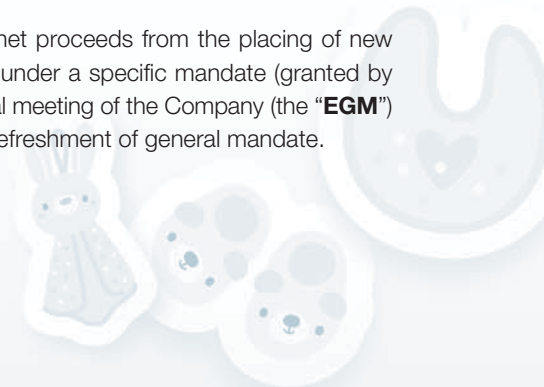 net proceeds from the placing of new
under a specific mandate (granted by
al meeting of the Company (the “EGM”)
efreshment of general mandate.